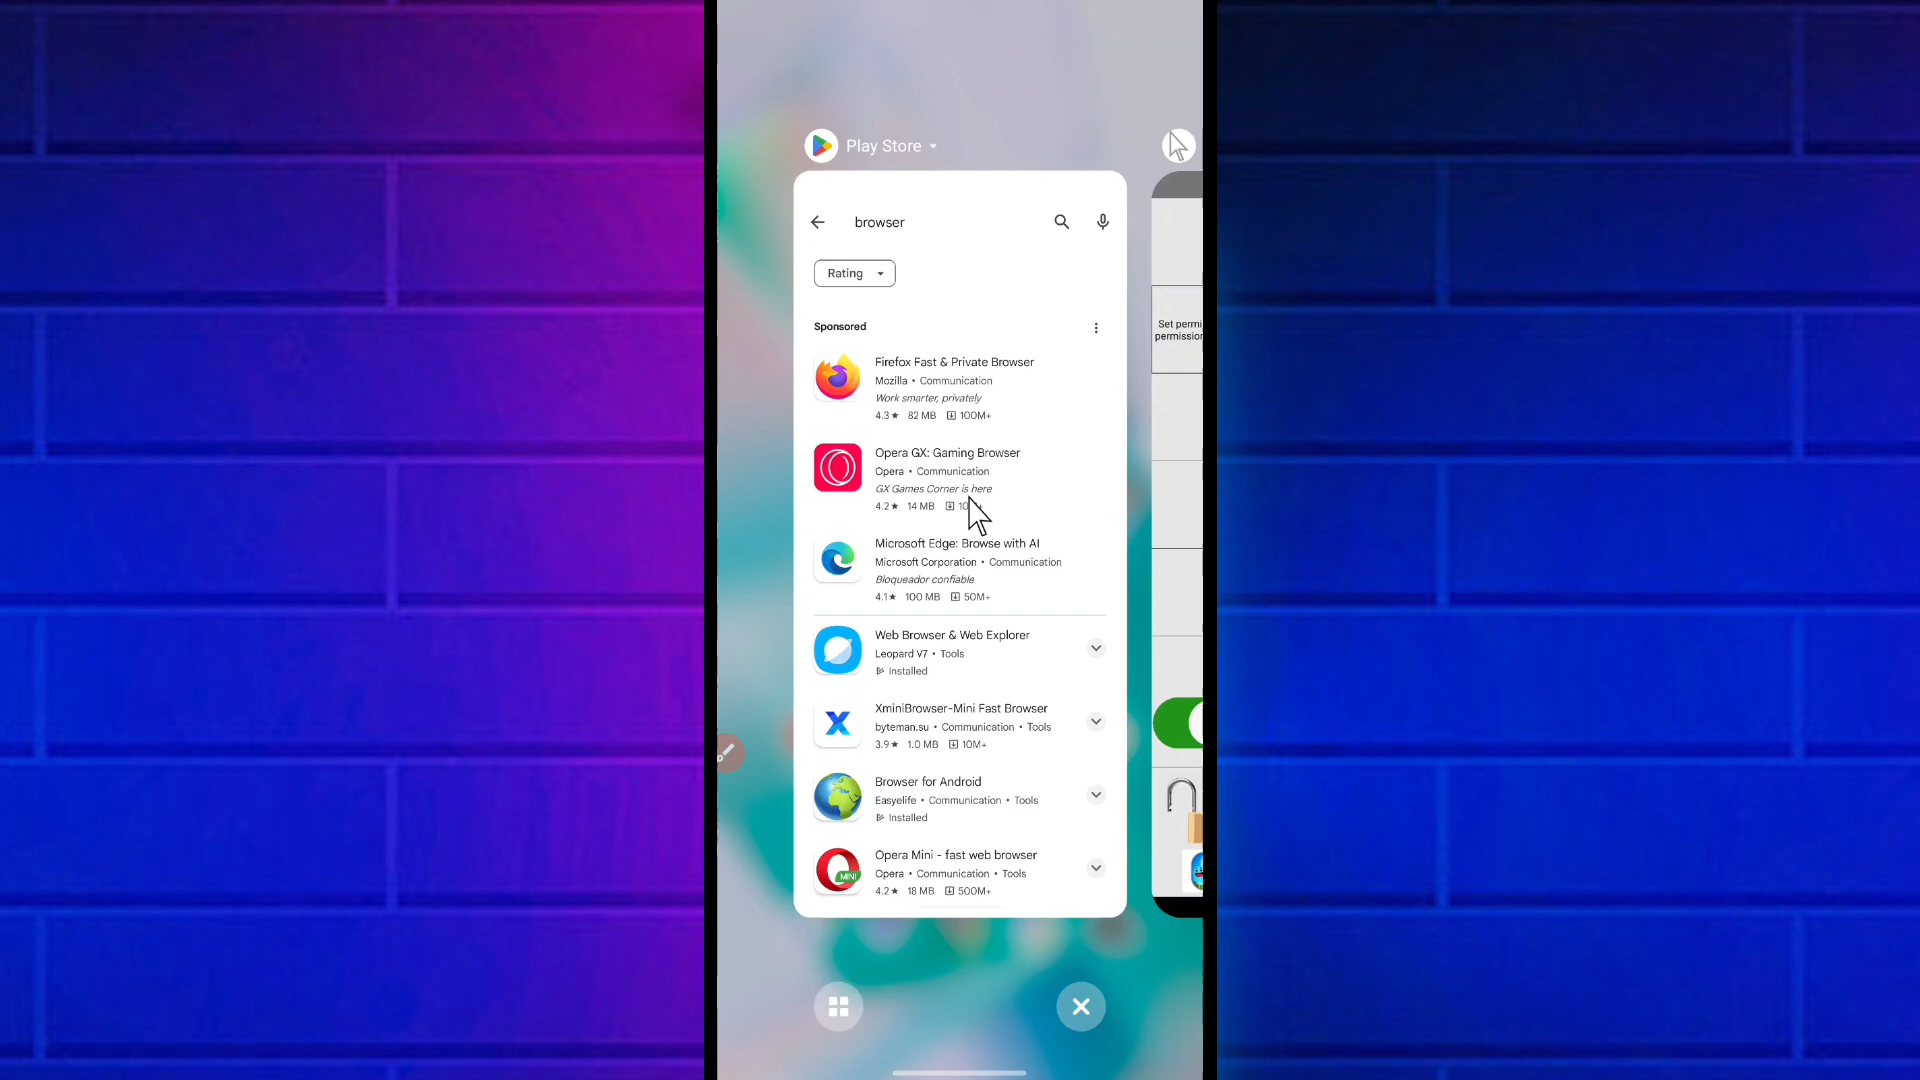 Play Store
browser
Rating
Sponsored
Firefox Fast & Private Browser
Mozilla • Communication
Work smarter, privately
4.3★ 82 MB 100M+
Opera GX: Gaming Browser
Opera • Communication
GX Games Corner is here
4.2★ 14 MB
Microsoft Edge: Browse with AI
Microsoft Corporation • Communication
Bloqueador confiable
4.1★ 100 MB 50M+
Web Browser & Web Explorer
Leopard V7 • Tools
Installed
XminiBrowser-Mini Fast Browser
byteman.su • Communication • Tools
3.9★ 1.0 MB 10M+
Browser for Android
Easyelife • Communication • Tools
Installed
Opera Mini - fast web browser
Opera • Communication • Tools
4.2★ 18 MB 500M+
MINI
Set